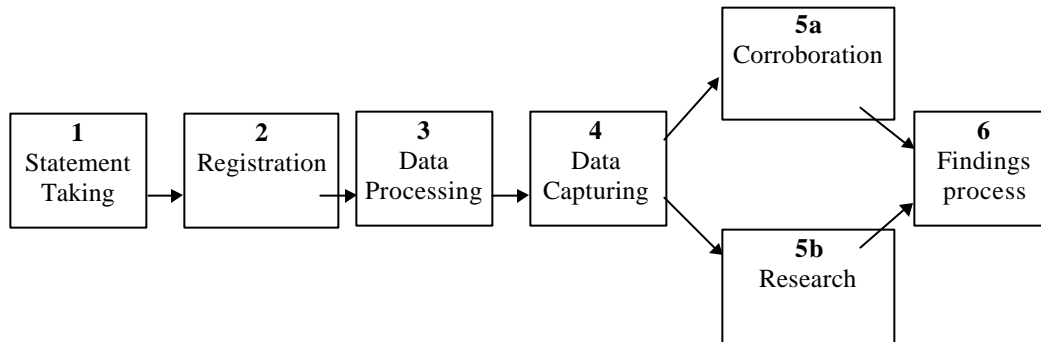 1
Statement
Taking
2
Registration
3
Data
Processing
4
Data
Capturing
5a
Corroboration
5b
Research
6
Findings
process